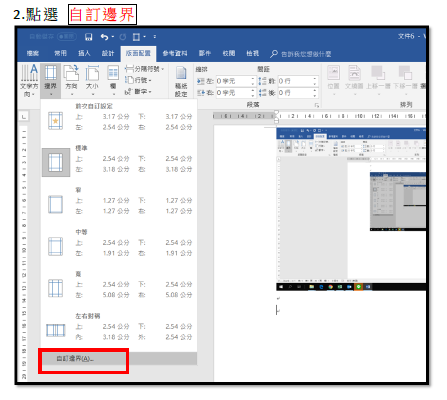 2.點選 自訂邊界
文件6 - W
檔案 常用 插入 設計 版面配置 參考資料 郵件 校閱 檢視 告訴我您想做什麼
文字方向 邊界 方向 大小 欄 分隔符號 行號 斷字 稿紙設定
縮排 間距
左: 0 字元 前: 0 行
右: 0 字元 後: 0 行
位置 文繞圖 上移一層 下移一層
段落 排列
前次自訂設定
上: 3.17 公分 下: 3.17 公分
左: 2.54 公分 右: 2.54 公分
標準
上: 2.54 公分 下: 2.54 公分
左: 3.18 公分 右: 3.18 公分
窄
上: 1.27 公分 下: 1.27 公分
左: 1.27 公分 右: 1.27 公分
中等
上: 2.54 公分 下: 2.54 公分
左: 1.91 公分 右: 1.91 公分
寬
上: 2.54 公分 下: 2.54 公分
左: 5.08 公分 右: 5.08 公分
左右對稱
上: 2.54 公分 下: 2.54 公分
內: 3.18 公分 外: 2.54 公分
自訂邊界(A)...